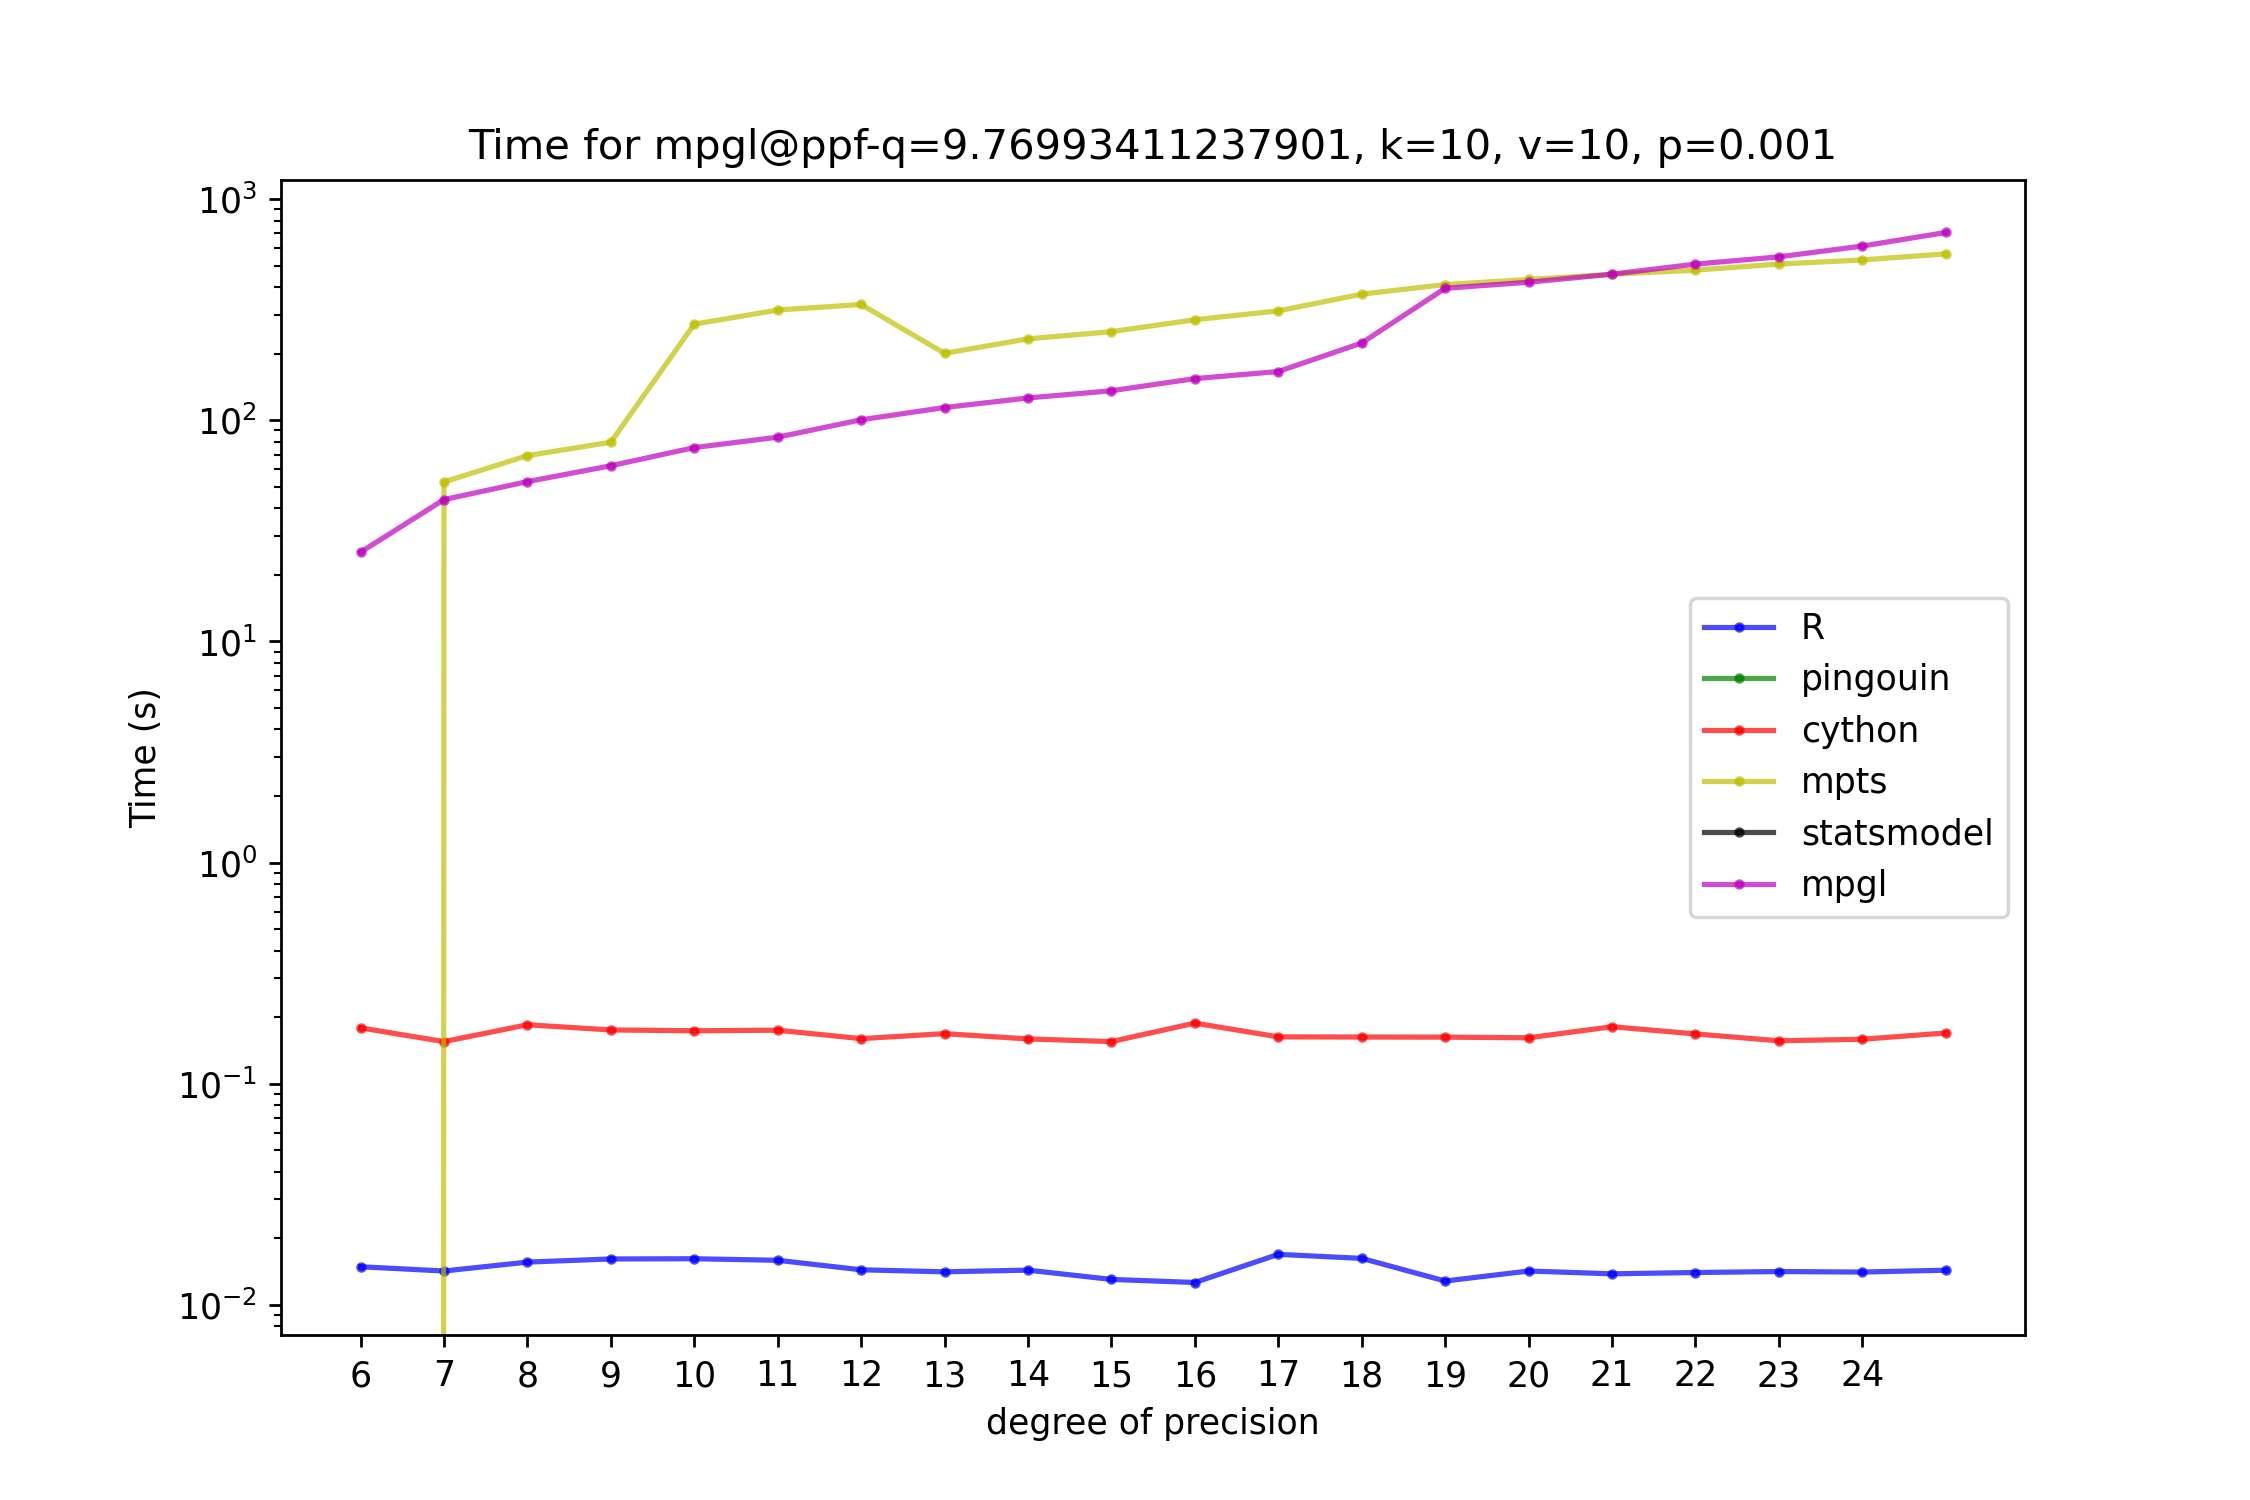 Time for mpgl@ppf-q=9.76993411237901, k=10, v=10, p=0.001
10³
10²
10¹
10⁰
10⁻¹
10⁻²
Time (s)
R
pingouin
cython
mpts
statsmodel
mpgl
6 7 8 9 10 11 12 13 14 15 16 17 18 19 20 21 22 23 24
degree of precision